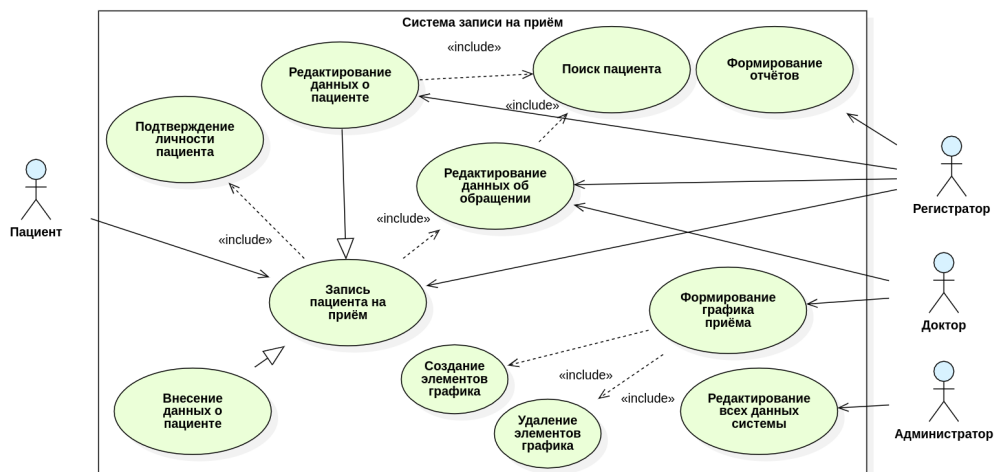 Система записи на приём
Редактирование
данных о
пациенте
«include»
Поиск пациента
Формирование
отчётов
«include»
Подтверждение
личности
пациента
Редактирование
данных об
обращении
Пациент
Регистратор
«include»
«include»
Запись
пациента на
приём
Формирование
графика
приёма
Доктор
Создание
элементов
графика
«include»
«include»
Внесение
данных о
пациенте
Удаление
элементов
графика
Редактирование
всех данных
системы
Администратор